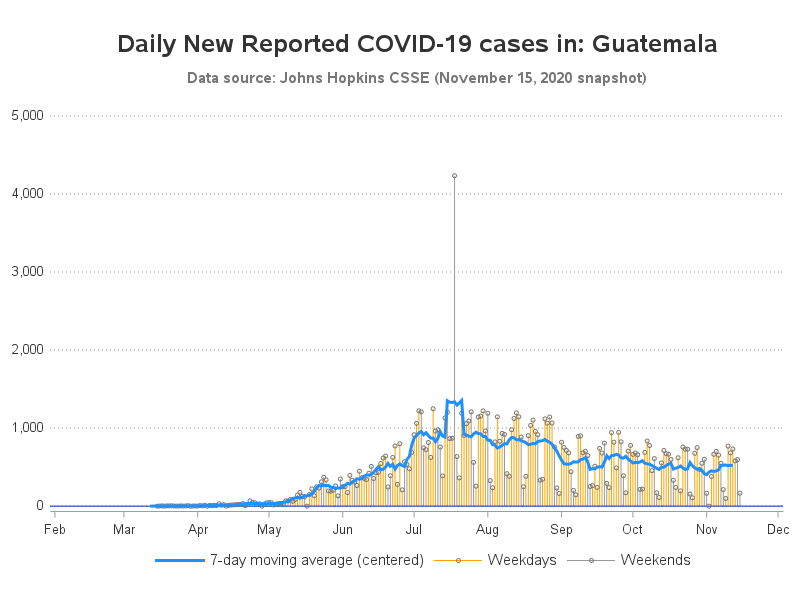 Daily New Reported COVID-19 cases in: Guatemala
Data source: Johns Hopkins CSSE (November 15, 2020 snapshot)
5,000
4,000
3,000
2,000
1,000
0
Feb Mar Apr May Jun Jul Aug Sep Oct Nov Dec
7-day moving average (centered) Weekdays Weekends